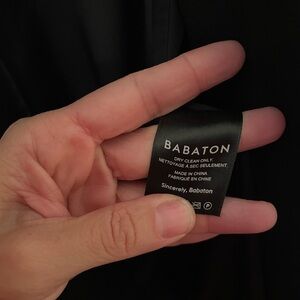 BABATON
DRY CLEAN ONLY.
NETTOYAGE À SEC SEULEMENT.
MADE IN CHINA
FABRIQUÉ EN CHINE
Sincerely, Babaton
P